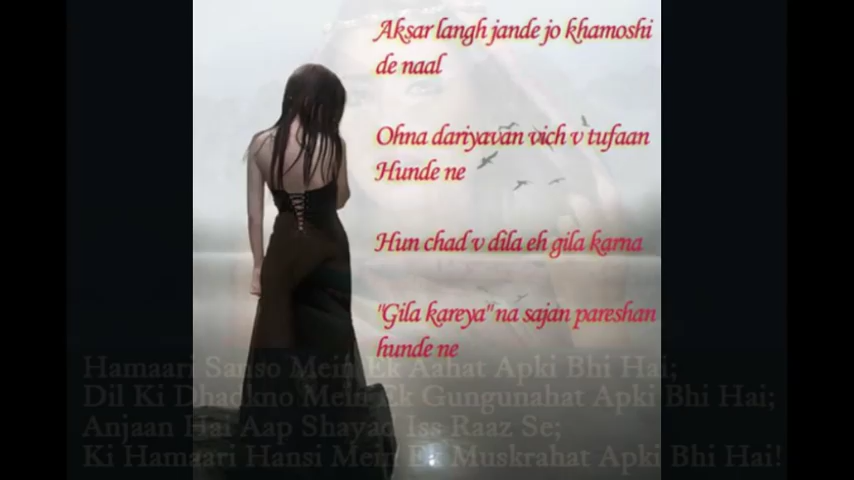 Aksar langh jande jo khamoshi
de naal
Ohna dariyavan vich v tufaan
Hunde ne
Hun chad v dila eh gila karna
"Gila kareya" na sajan pareshan
hunde ne
Hamaari Sanso Mein Ek Aahat Apki Bhi Hai;
Dil Ki Dhadkno Mein Ek Gungunahat Apki Bhi Hai;
Anjaan Hai Aap Shayad Iss Raaz Se;
Ki Hamaari Hansi Mein Ek Muskrahat Apki Bhi Hai!